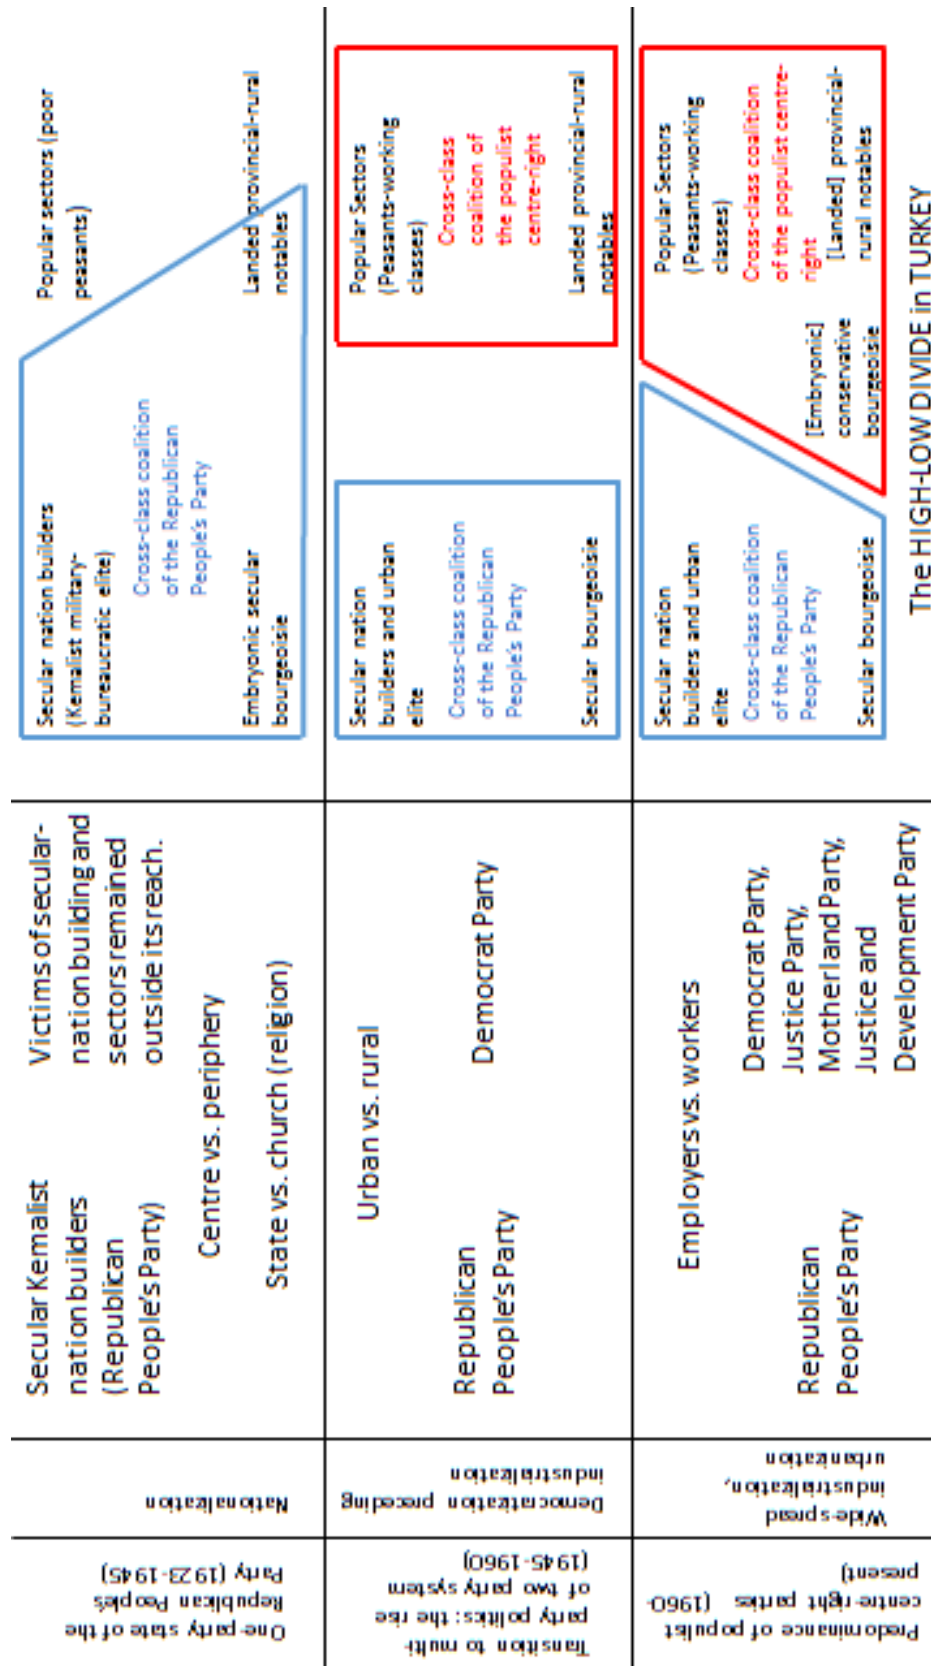 One-party state of the
Republican People's
Party (1923-1945)
Nationalization
Secular Kemalist
nation builders
(Republican
People's Party)
Victims of secular-
nation building and
sectors remained
outside its reach.
Centre vs. periphery
State vs. church (religion)
Secular nation builders
(Kemalist military-
bureaucratic elite)
Popular sectors (poor
peasants)
Cross-class coalition
of the Republican
People's Party
Embryonic secular
bourgeoisie
Landed provincial-rural
notables
Transition to multi-
party politics: the rise
of two party system
(1945-1960)
Democratization preceding
industrialization
Urban vs. rural
Republican
People's Party
Democrat Party
Secular nation
builders and urban
elite
Cross-class coalition
of the Republican
People's Party
Secular bourgeoisie
Popular Sectors
(Peasants-working
classes)
Cross-class
coalition of
the populist
centre-right
Landed provincial-rural
notables
Predominance of populist
centre-right parties (1960-
present)
Wide-spread
industrialization,
urbanization
Employers vs. workers
Republican
People's Party
Democrat Party,
Justice Party,
Motherland Party,
Justice and
Development Party
Secular nation
builders and urban
elite
Cross-class coalition
of the Republican
People's Party
Secular bourgeoisie
Popular Sectors
(Peasants-working
classes)
Cross-class coalition
of the populist centre-
right
[Embryonic]
conservative
bourgeoisie
[Landed] provincial-
rural notables
The HIGH-LOW DIVIDE in TURKEY